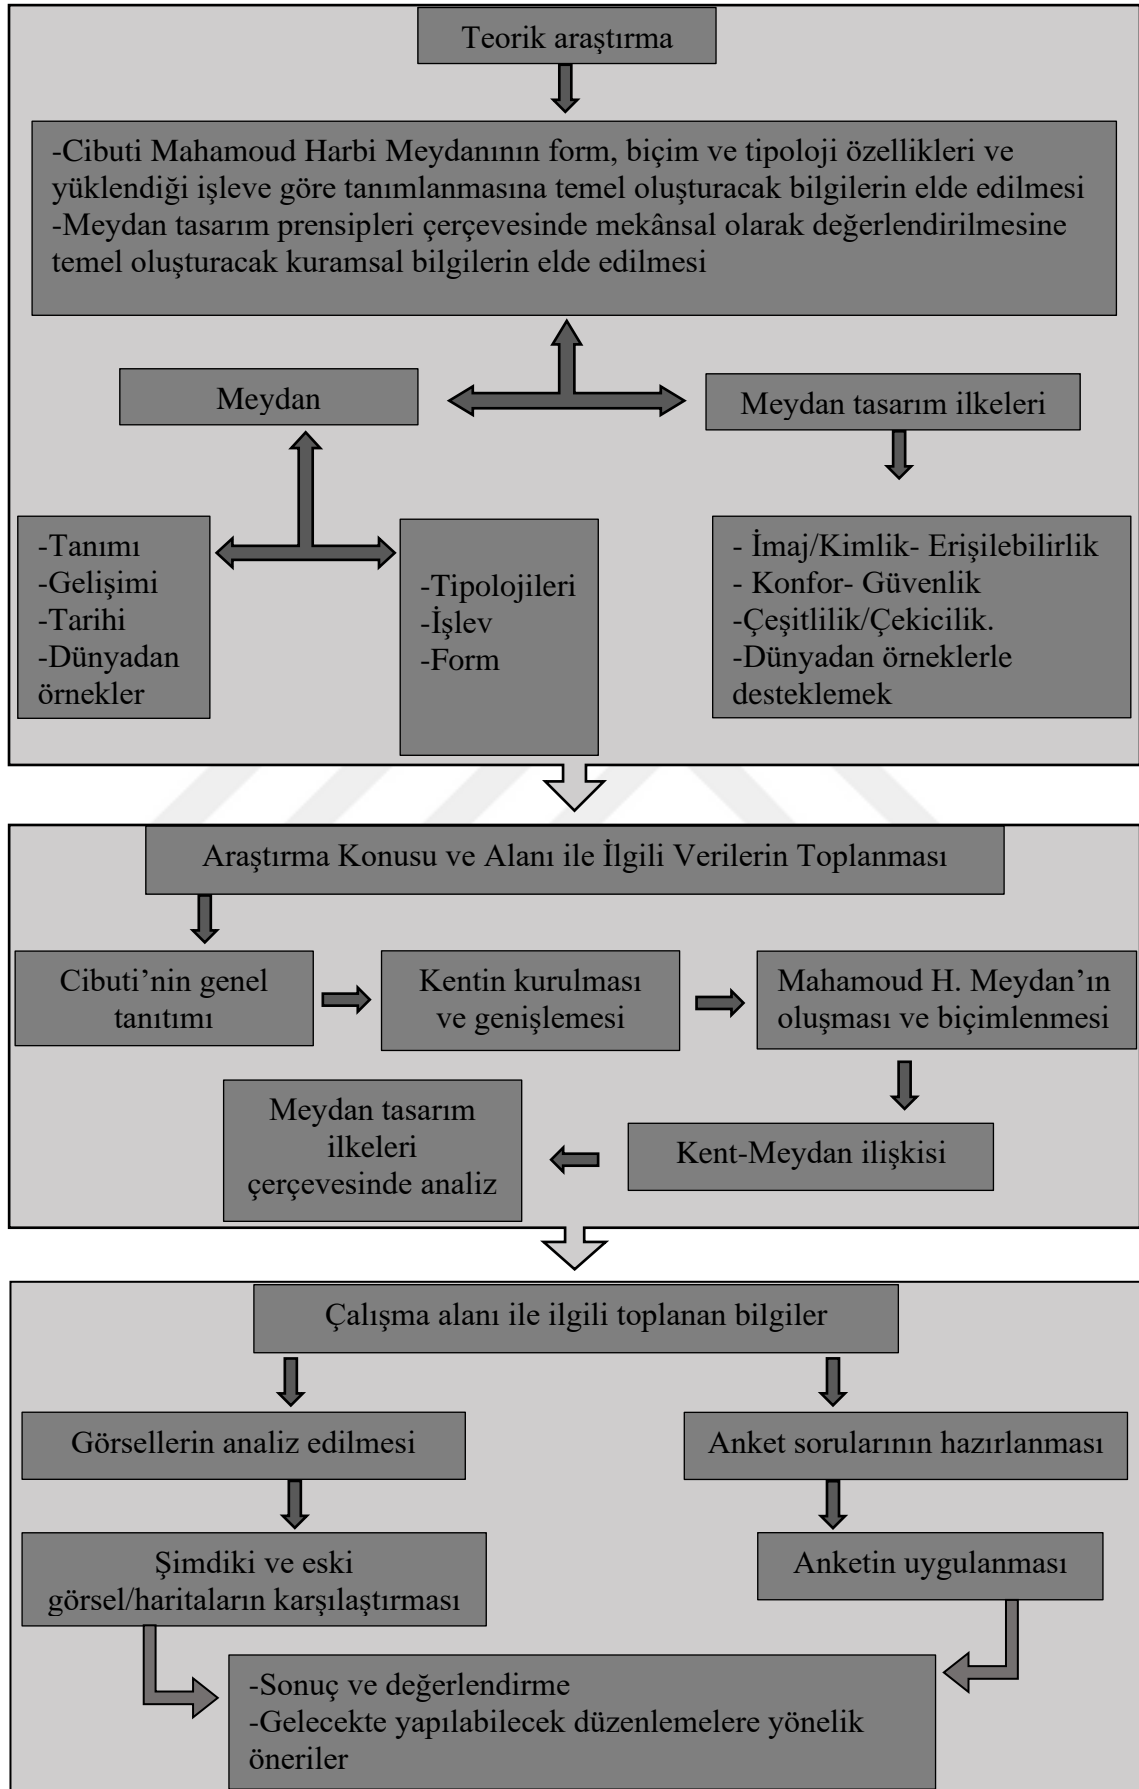 Teorik araştırma
-Cibuti Mahamoud Harbi Meydanının form, biçim ve tipoloji özellikleri ve
yüklendiği işleve göre tanımlanmasına temel oluşturacak bilgilerin elde edilmesi
-Meydan tasarım prensipleri çerçevesinde mekânsal olarak değerlendirilmesine
temel oluşturacak kuramsal bilgilerin elde edilmesi
Meydan
Meydan tasarım ilkeleri
-Tanımı
-Gelişimi
-Tarihi
-Dünyadan
örnekler
-Tipolojileri
-İşlev
-Form
- İmaj/Kimlik- Erişilebilirlik
- Konfor- Güvenlik
-Çeşitlilik/Çekicilik.
-Dünyadan örneklerle
desteklemek
Araştırma Konusu ve Alanı ile İlgili Verilerin Toplanması
Cibuti’nin genel
tanıtımı
Kentin kurulması
ve genişlemesi
Mahamoud H. Meydan’ın
oluşması ve biçimlenmesi
Kent-Meydan ilişkisi
Meydan tasarım
ilkeleri
çerçevesinde analiz
Çalışma alanı ile ilgili toplanan bilgiler
Görsellerin analiz edilmesi
Anket sorularının hazırlanması
Şimdiki ve eski
görsel/haritaların karşılaştırması
Anketin uygulanması
-Sonuç ve değerlendirme
-Gelecekte yapılabilecek düzenlemelere yönelik
öneriler